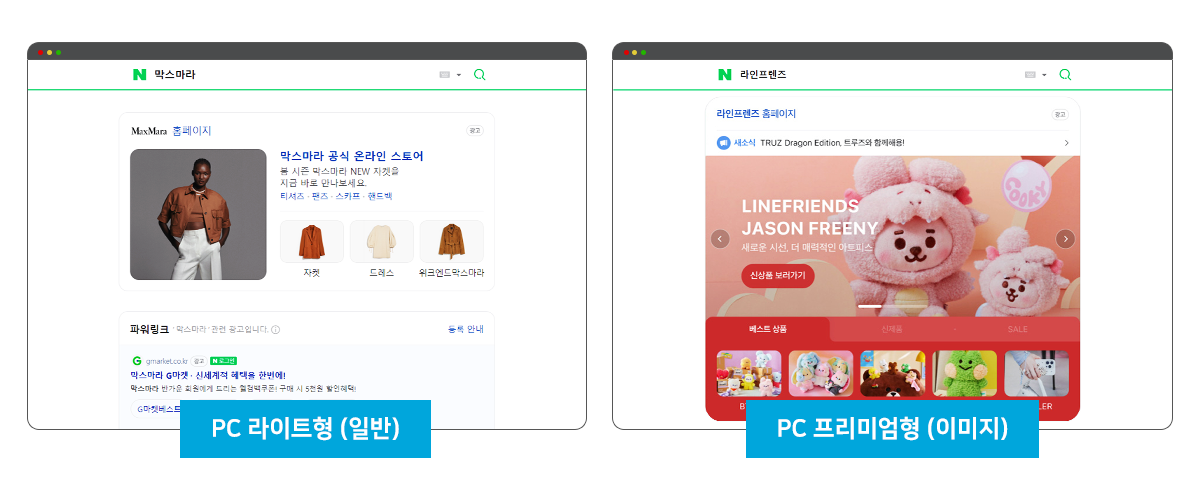 N 막스마라
MaxMara 홈페이지
광고
막스마라 공식 온라인 스토어
봄 시즌 막스마라 NEW 자켓을
지금 바로 만나보세요.
티셔츠 · 팬츠 · 스카프 · 핸드백
자켓
드레스
위크엔드막스마라
파워링크 '막스마라' 관련 광고입니다.
등록 안내
G gmarket.co.kr 광고 N 로그인
막스마라 G마켓 · 신세계적 혜택을 한번에!
막스마라 반가운 회원에게 드리는 웰컴백쿠폰! 구매 시 5천원 할인혜택!
G마켓베스트
PC 라이트형 (일반)
N 라인프렌즈
라인프렌즈 홈페이지
광고
새소식 TRUZ Dragon Edition, 트루즈와 함께해용!
COOKY
LINEFRIENDS
JASON FREENY
새로운 시선, 더 매력적인 아토피스
신상품 보러가기
베스트 상품
신제품
SALE
PC 프리미엄형 (이미지)